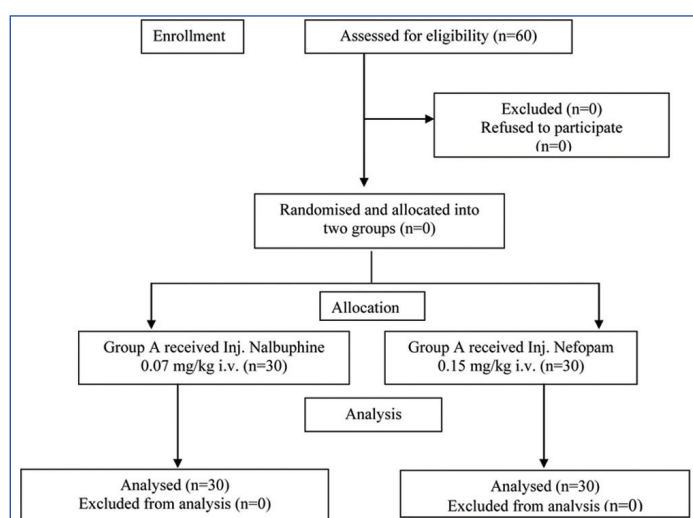 Enrollment
Assessed for eligibility (n=60)
Excluded (n=0)
Refused to participate
(n=0)
Randomised and allocated into
two groups (n=0)
Allocation
Group A received Inj. Nalbuphine
0.07 mg/kg i.v. (n=30)
Group A received Inj. Nefopam
0.15 mg/kg i.v. (n=30)
Analysis
Analysed (n=30)
Excluded from analysis (n=0)
Analysed (n=30)
Excluded from analysis (n=0)